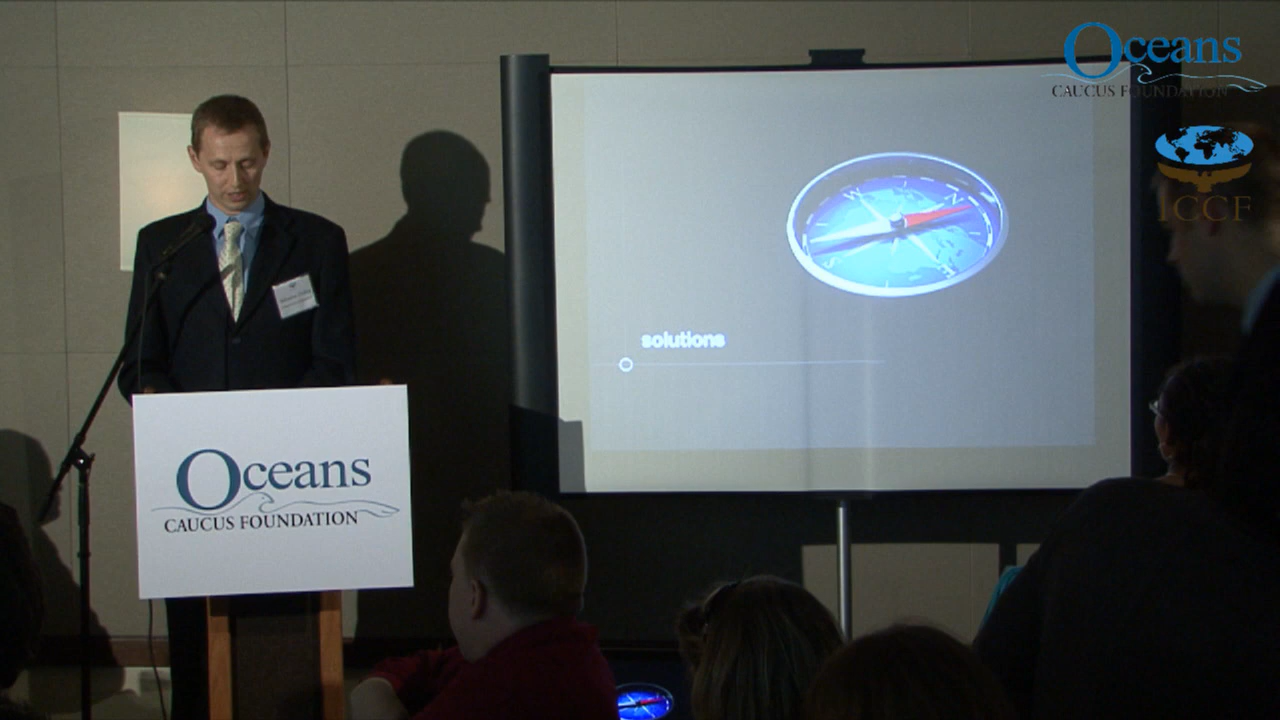 Oceans
CAUCUS FOUNDATION
ICCF
W
N
solutions
Oceans
CAUCUS FOUNDATION